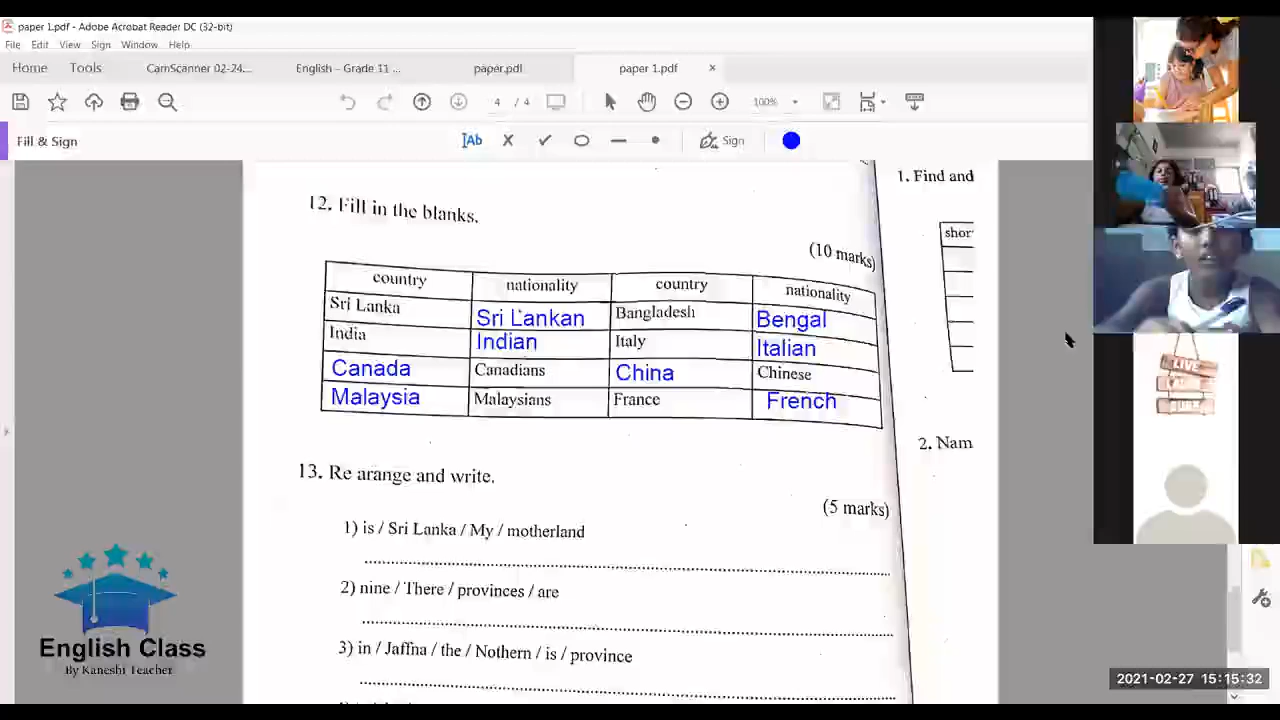 paper 1.pdf - Adobe Acrobat Reader DC (32-bit)
File Edit View Sign Window Help
Home Tools CamScanner 02-24... English - Grade 11 ... paper.pdf paper 1.pdf ×
4 / 4 100%
Fill & Sign
Ab Sign
12. Fill in the blanks.
(10 marks)
country nationality country nationality
Sri Lanka Sri Lankan Bangladesh Bengal
India Indian Italy Italian
Canada Canadians China Chinese
Malaysia Malaysians France French
13. Re arange and write.
(5 marks)
1) is / Sri Lanka / My / motherland
2) nine / There / provinces / are
3) in / Jaffna / the / Nothern / is / province
1. Find and
shor
2. Nam
LIVE
English Class
By Kaneshi Teacher
2021-02-27 15:15:32